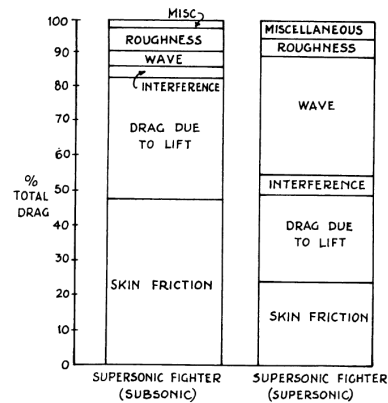 MISC
100
90
80
70
60
50
40
30
20
10
0
%
TOTAL
DRAG
ROUGHNESS
WAVE
INTERFERENCE
DRAG DUE
TO LIFT
SKIN FRICTION
MISCELLANEOUS
ROUGHNESS
WAVE
INTERFERENCE
DRAG DUE
TO LIFT
SKIN FRICTION
SUPERSONIC FIGHTER
(SUBSONIC)
SUPERSONIC FIGHTER
(SUPERSONIC)